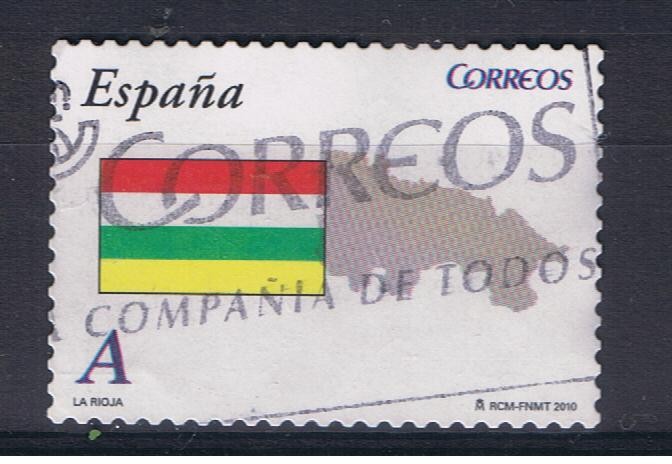 España
CORREOS
CORREOS
COMPAÑIA DE TODOS
A
LA RIOJA
RCM-FNMT 2010